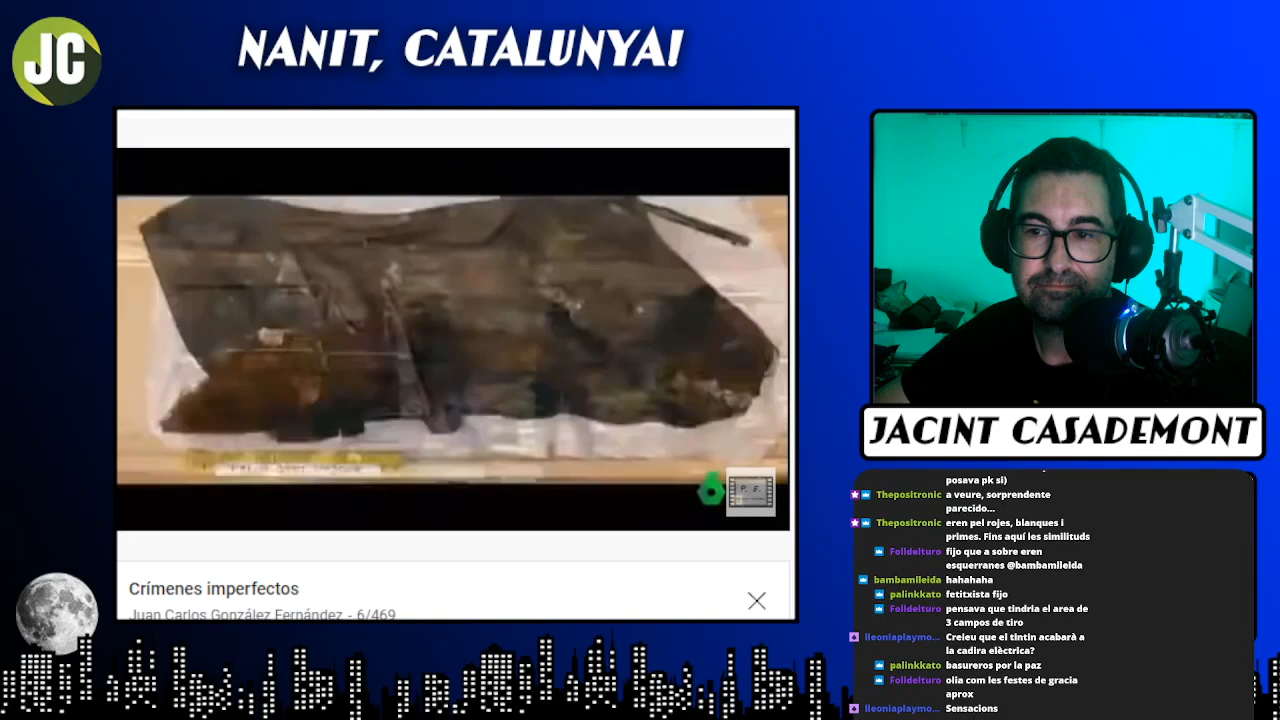 JC
NANIT, CATALUNYA!
P. F.
Crímenes imperfectos
Juan Carlos González Fernández - 6/469
JACINT CASADEMONT
posava pk si)
Thepositronic a veure, sorprendente
parecido...
Thepositronic eren pel rojes, blanques i
primes. Fins aquí les similituds
Folldelturo fijo que a sobre eren
esquerranes @bambamlleida
bambamlleida hahahaha
palinkkato fetitxista fijo
Folldelturo pensava que tindria el area de
3 campos de tiro
lleoniaplaymo... Creieu que el tintin acabarà a
la cadira elèctrica?
palinkkato basureros por la paz
Folldelturo olia com les festes de gracia
aprox
lleoniaplaymo... Sensacions